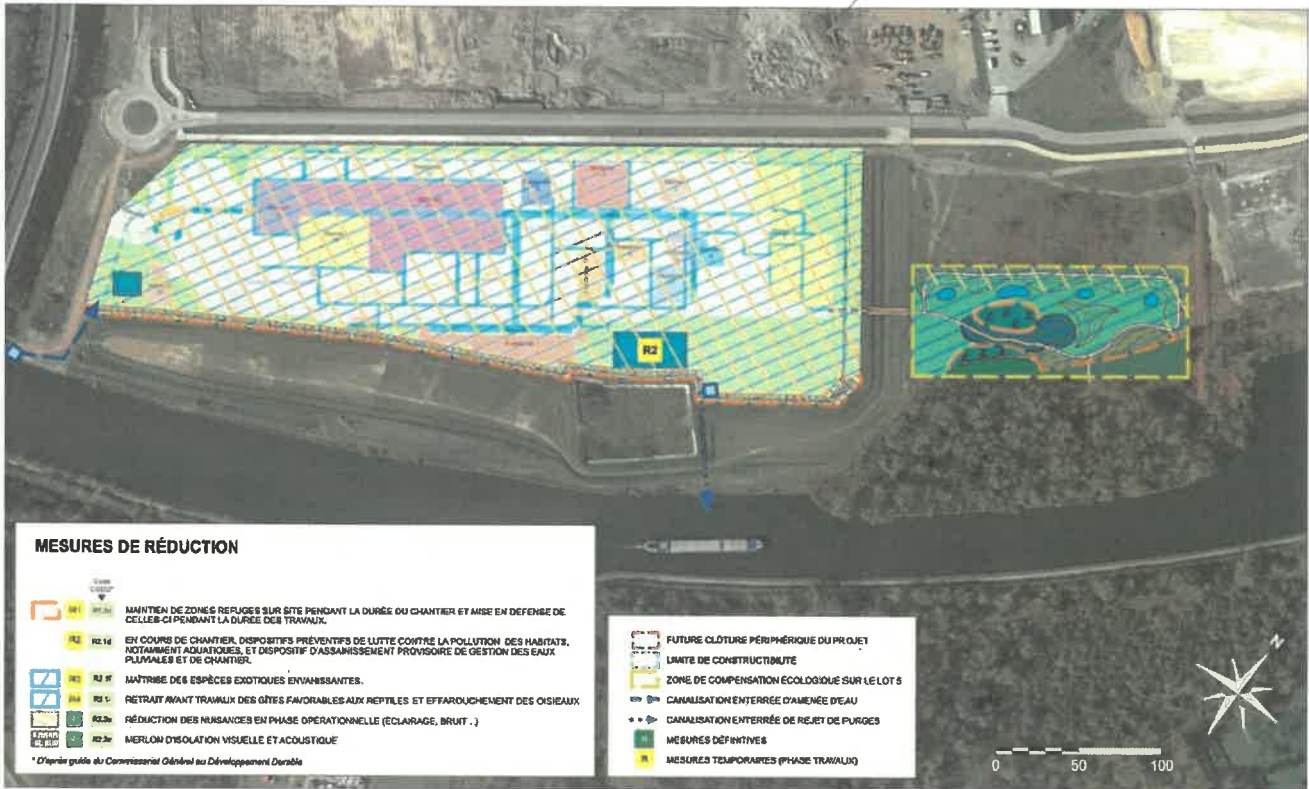 R2
MESURES DE RÉDUCTION
MAINTIEN DE ZONES REFUGES SUR SITE PENDANT LA DURÉE DU CHANTIER ET MISE EN DEFENSE DE
CELLES-CI PENDANT LA DURÉE DES TRAVAUX.
R2 R2.1d EN COURS DE CHANTIER, DISPOSITIFS PRÉVENTIFS DE LUTTE CONTRE LA POLLUTION DES HABITATS,
NOTAMMENT AQUATIQUES, ET DISPOSITIF D'ASSAINISSEMENT PROVISOIRE DE GESTION DES EAUX
PLUVIALES ET DE CHANTIER.
R2.1f MAÎTRISE DES ESPÈCES EXOTIQUES ENVAHISSANTES.
RETRAIT AVANT TRAVAUX DES GÎTES FAVORABLES AUX REPTILES ET EFFAROUCHEMENT DES OISEAUX
RÉDUCTION DES NUISANCES EN PHASE OPÉRATIONNELLE (ÉCLAIRAGE, BRUIT ..)
MERLON D'ISOLATION VISUELLE ET ACOUSTIQUE
* D'après guide du Commissariat Général au Développement Durable
FUTURE CLÔTURE PÉRIPHÉRIQUE DU PROJET
LIMITE DE CONSTRUCTIBILITÉ
ZONE DE COMPENSATION ÉCOLOGIQUE SUR LE LOT 5
CANALISATION ENTERRÉE D'AMENÉE D'EAU
CANALISATION ENTERRÉE DE REJET DE PURGES
MESURES DÉFINITIVES
MESURES TEMPORAIRES (PHASE TRAVAUX)
N
0 50 100